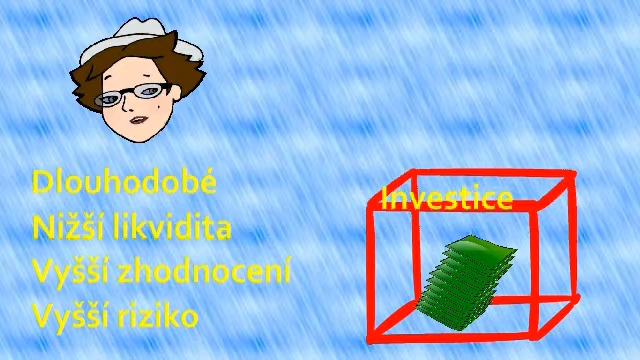 Dlouhodobé
Nižší likvidita
Vyšší zhodnocení
Vyšší riziko
Investice